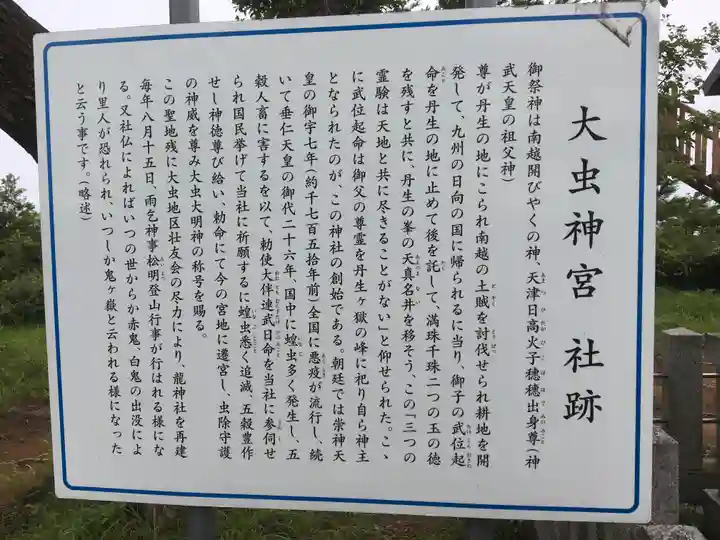 大虫神宮　社跡
御祭神は南越開びやくの神、天津日高火子穂穂出身尊(神
武天皇の祖父神)
尊が丹生の地にこられ南越の土賊を討伐せられ耕地を開
発して、九州の日向の国に帰られるに当り、御子の武位起
命を丹生の地に止めて後を託して、満珠千珠二つの玉の徳
を残すと共に、丹生の峯の天真名井を移そう、この「三つの
霊験は天地と共に尽きることがない」と仰せられた。こゝ
に武位起命は御父の尊霊を丹生ヶ嶽の峰に祀り自ら神主
となられたのが、この神社の創始である。朝廷では崇神天
皇の御宇七年(約千七百五拾年前)全国に悪疫が流行し、続
いて垂仁天皇の御代二十六年、国中に蝗虫多く発生し、五
穀人畜に害するを以て、勅使大伴連武日命を当社に参伺せ
られ国民挙げて当社に祈願するに蝗虫悉く追滅、五穀豊作
せし神徳尊び給い、勅命にて今の宮地に遷宮し、虫除守護
の神威を尊み大虫大明神の称号を賜る。
この聖地残に大虫地区壮友会の尽力により、龍神社を再建
毎年八月十五日、雨乞神事松明登山行事が行はれる様にな
る。又社仏によればいつの世からか赤鬼、白鬼の出没によ
り里人が恐れられ、いつしか鬼ヶ嶽と云われる様になった
と云う事です。(略述)